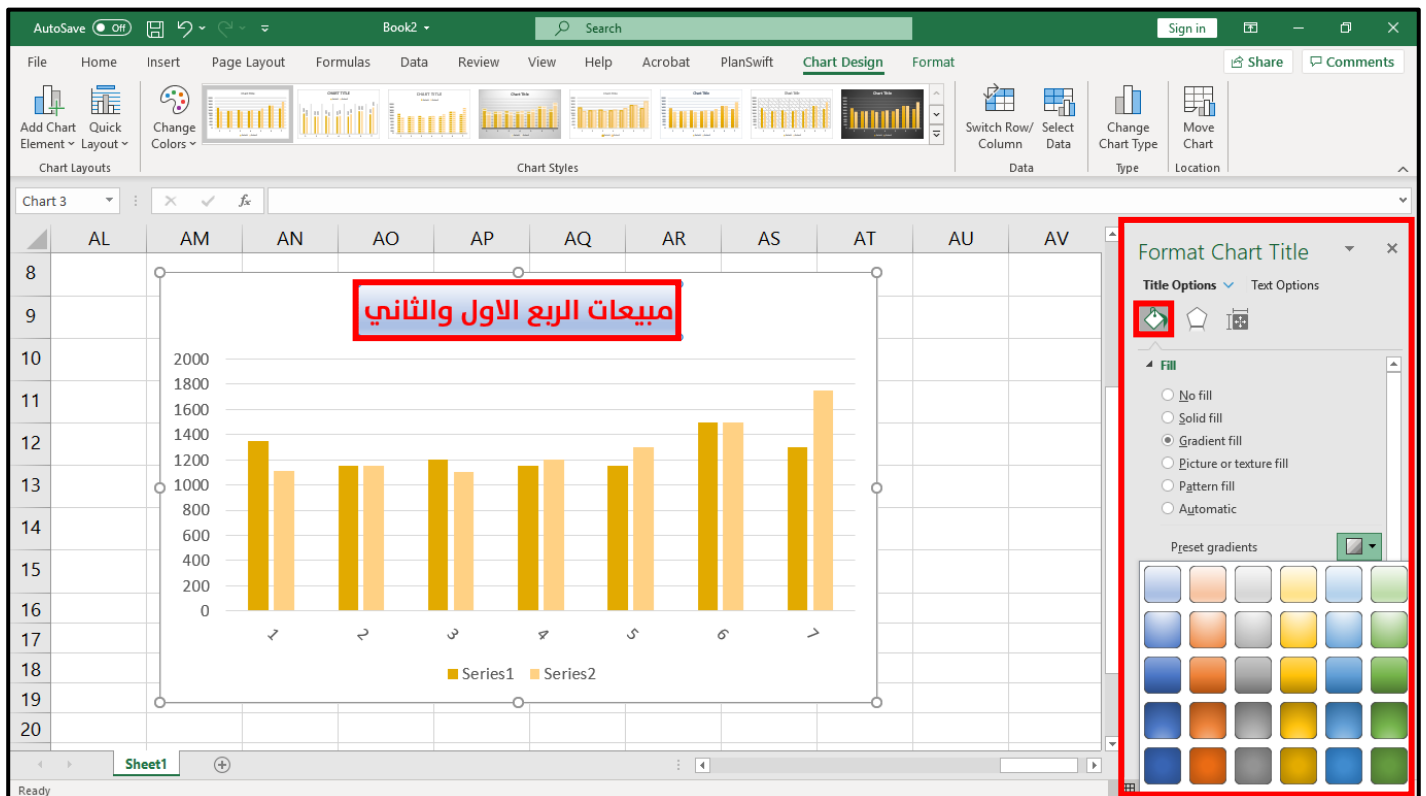 AutoSave Off Book2 Search Sign in
File Home Insert Page Layout Formulas Data Review View Help Acrobat PlanSwift Chart Design Format Share Comments
Add Chart Element Quick Layout Change Colors Switch Row/ Column Select Data Change Chart Type Move Chart
Chart Layouts Chart Styles Data Type Location
Chart 3 fx
AL AM AN AO AP AQ AR AS AT AU AV
8
9
10
11
12
13
14
15
16
17
18
19
20
مبيعات الربع الاول والثاني
2000
1800
1600
1400
1200
1000
800
600
400
200
0
1 2 3 4 5 6 7
Series1 Series2
Format Chart Title
Title Options Text Options
Fill
No fill
Solid fill
Gradient fill
Picture or texture fill
Pattern fill
Automatic
Preset gradients
Sheet1
Ready